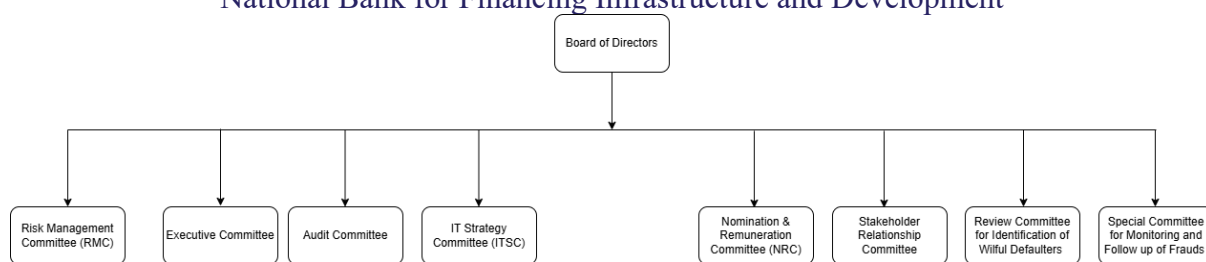 National Bank for Financing Infrastructure and Development
Board of Directors
Risk Management
Committee (RMC)
Executive Committee
Audit Committee
IT Strategy
Committee (ITSC)
Nomination &
Remuneration
Committee (NRC)
Stakeholder
Relationship
Committee
Review Committee
for Identification of
Wilful Defaulters
Special Committee
for Monitoring and
Follow up of Frauds